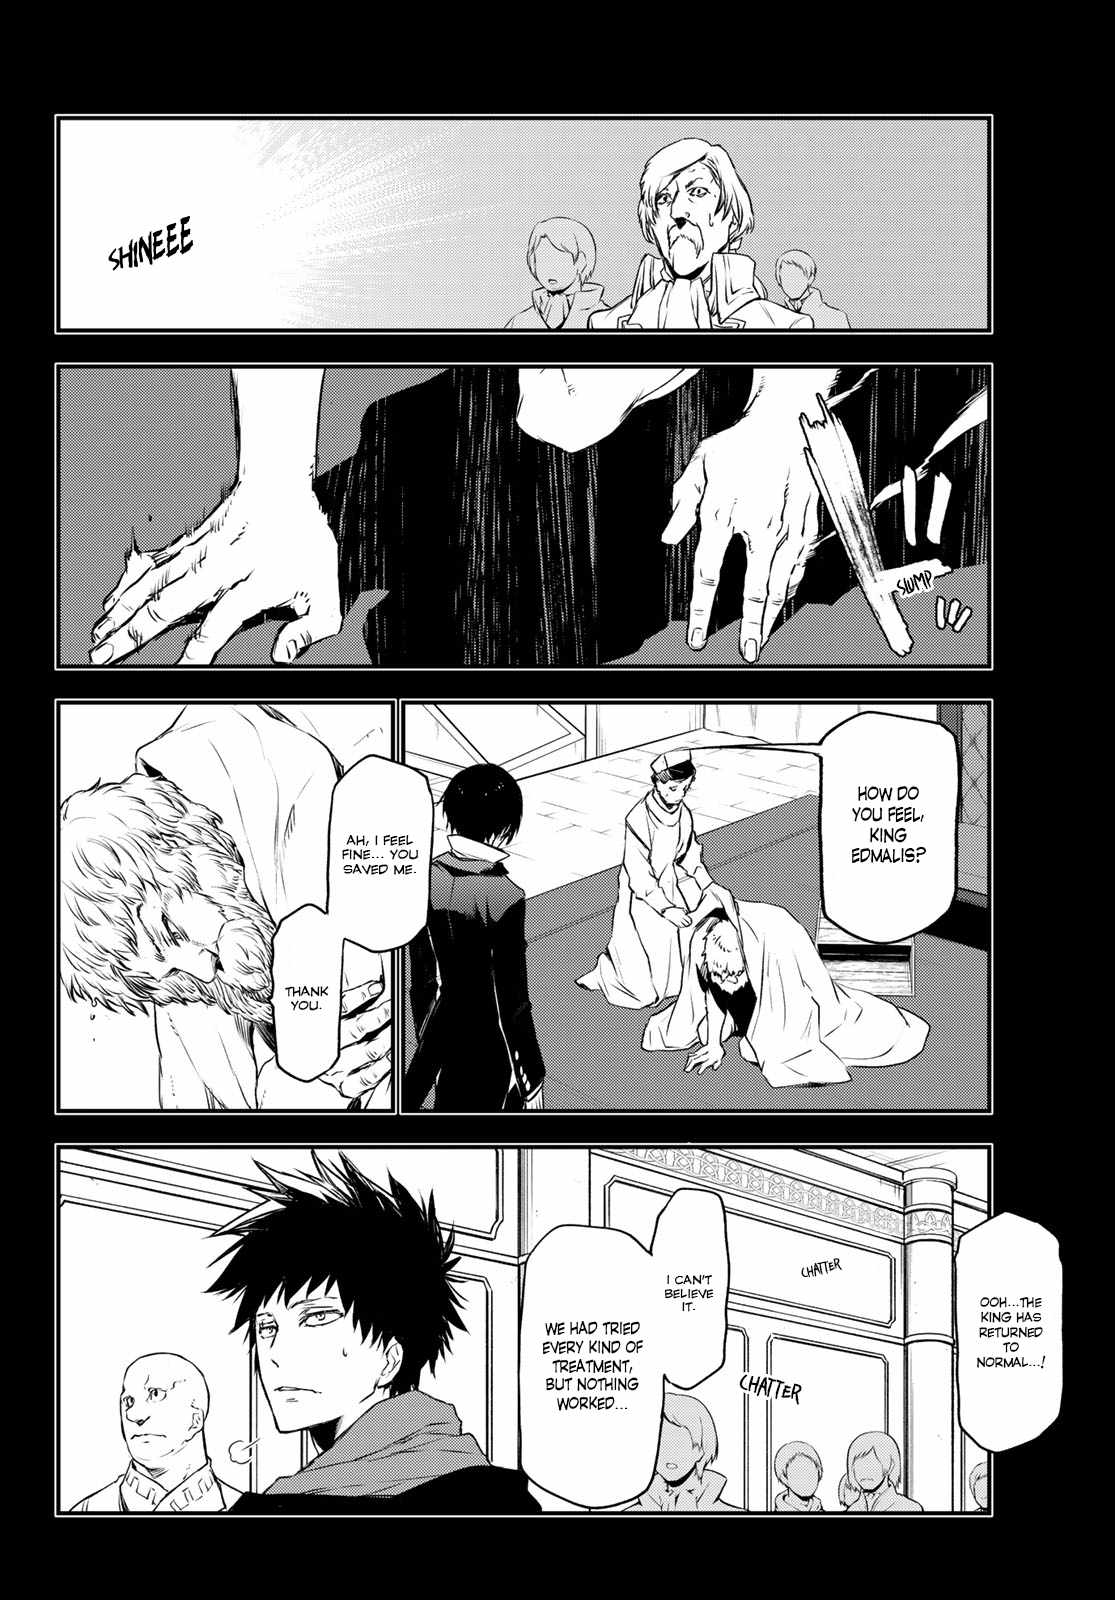 SHINEEE
SLUMP
HOW DO
YOU FEEL,
KING
EDMALIS?
AH, I FEEL
FINE... YOU
SAVED ME.
THANK
YOU.
OOH...THE
KING HAS
RETURNED
TO
NORMAL...!
CHATTER
I CAN'T
BELIEVE
IT.
WE HAD TRIED
EVERY KIND OF
TREATMENT,
BUT NOTHING
WORKED...
CHATTER